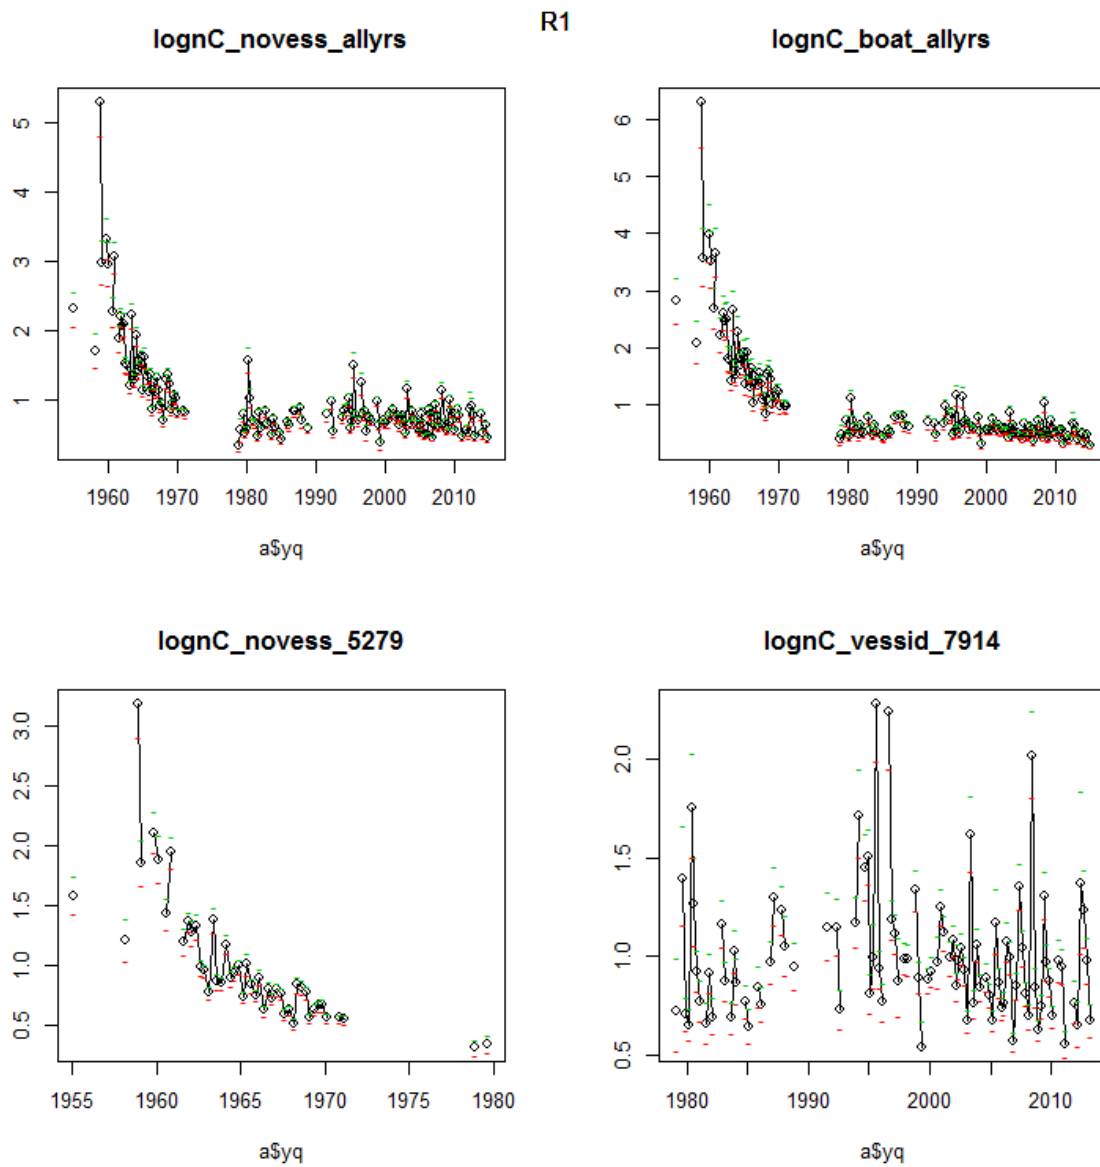 R1
lognC_novess_allyrs
lognC_boat_allyrs
5
4
3
2
1
1960 1970 1980 1990 2000 2010
a$yq
6
5
4
3
2
1
1960 1970 1980 1990 2000 2010
a$yq
lognC_novess_5279
lognC_vessid_7914
3.0
2.5
2.0
1.5
1.0
0.5
1955 1960 1965 1970 1975 1980
a$yq
2.0
1.5
1.0
0.5
1980 1990 2000 2010
a$yq